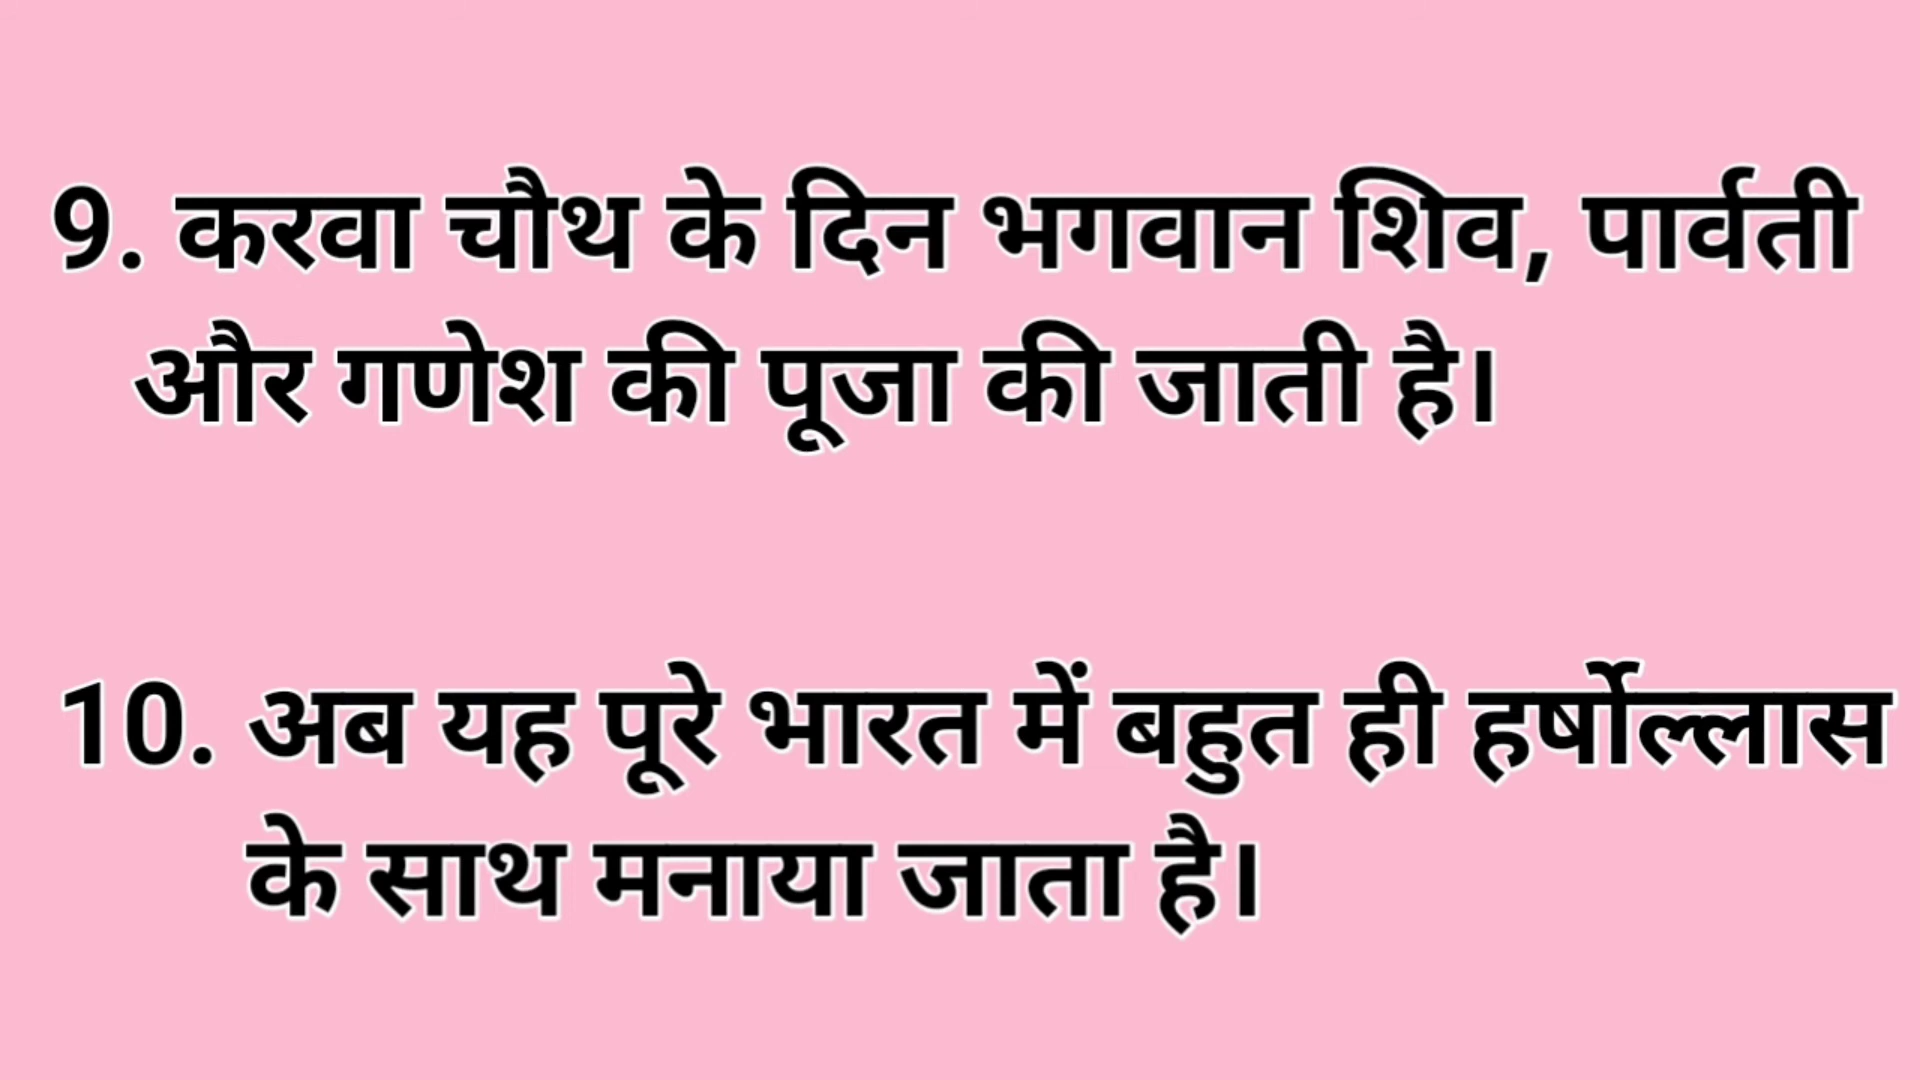 9. करवा चौथ के दिन भगवान शिव, पार्वती
और गणेश की पूजा की जाती है।
10. अब यह पूरे भारत में बहुत ही हर्षोल्लास
के साथ मनाया जाता है।